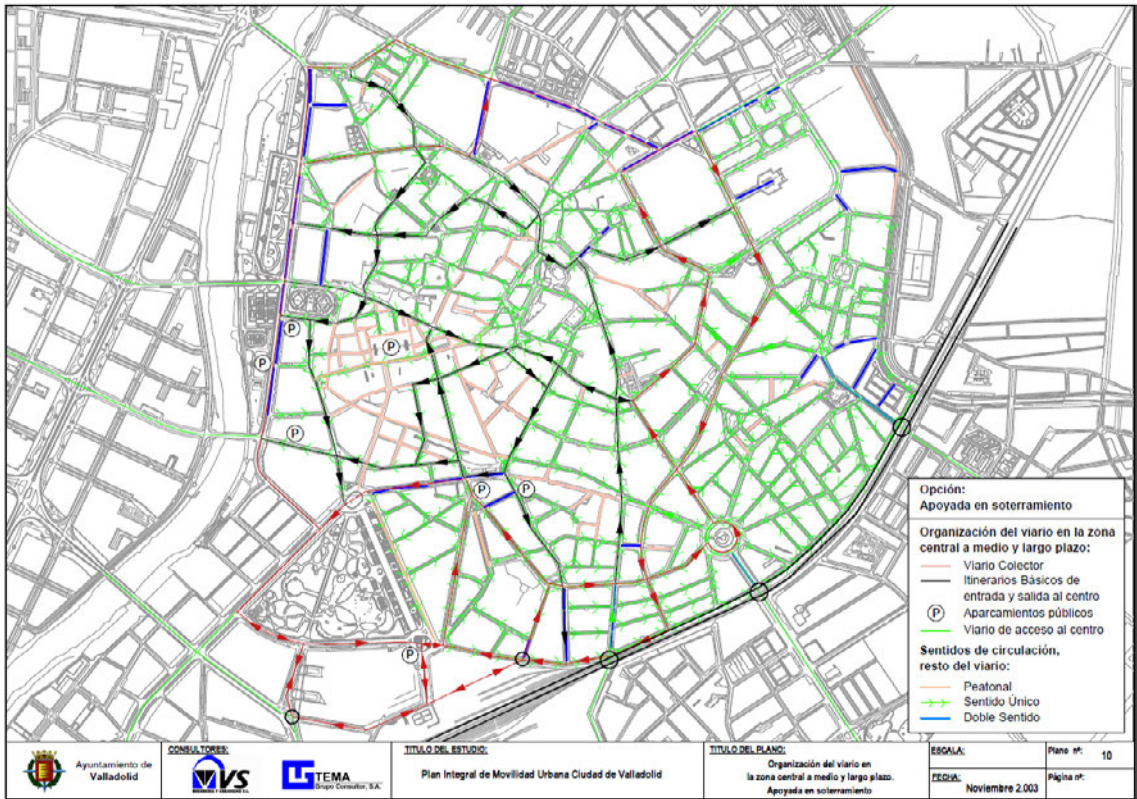 P
P
P
P
P
P
P
Opción:
Apoyada en soterramiento
Organización del viario en la zona
central a medio y largo plazo:
Viario Colector
Itinerarios Básicos de
entrada y salida al centro
P Aparcamientos públicos
Viario de acceso al centro
Sentidos de circulación,
resto del viario:
Peatonal
Sentido Único
Doble Sentido
Ayuntamiento de
Valladolid
CONSULTORES:
VS
TEMA
Grupo Consultor, S.A.
TITULO DEL ESTUDIO:
Plan Integral de Movilidad Urbana Ciudad de Valladolid
TITULO DEL PLANO:
Organización del viario en
la zona central a medio y largo plazo.
Apoyada en soterramiento
ESCALA:
FECHA:
Noviembre 2.003
Plano nº: 10
Página nº: